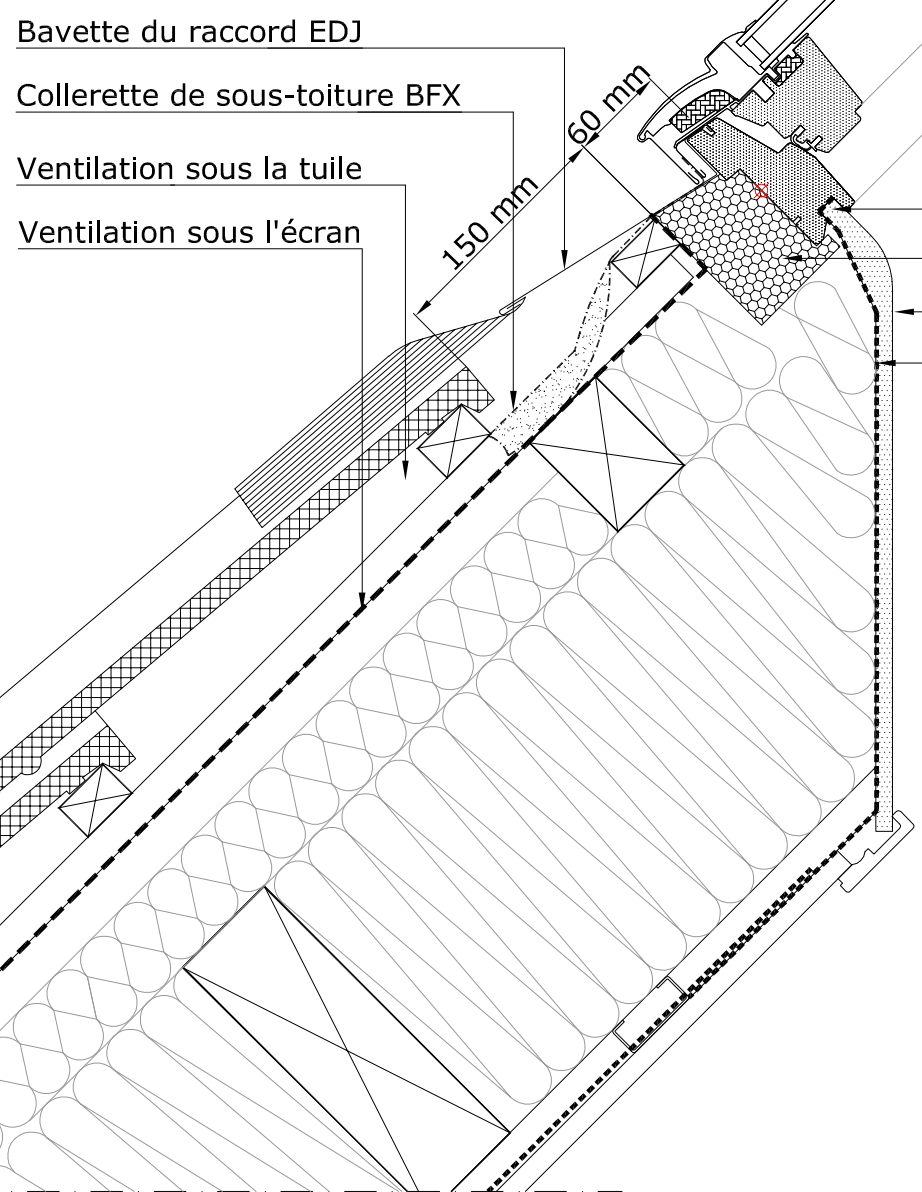 Bavette du raccord EDJ
Collerette de sous-toiture BFX
Ventilation sous la tuile
Ventilation sous l'écran
60 mm
150 mm